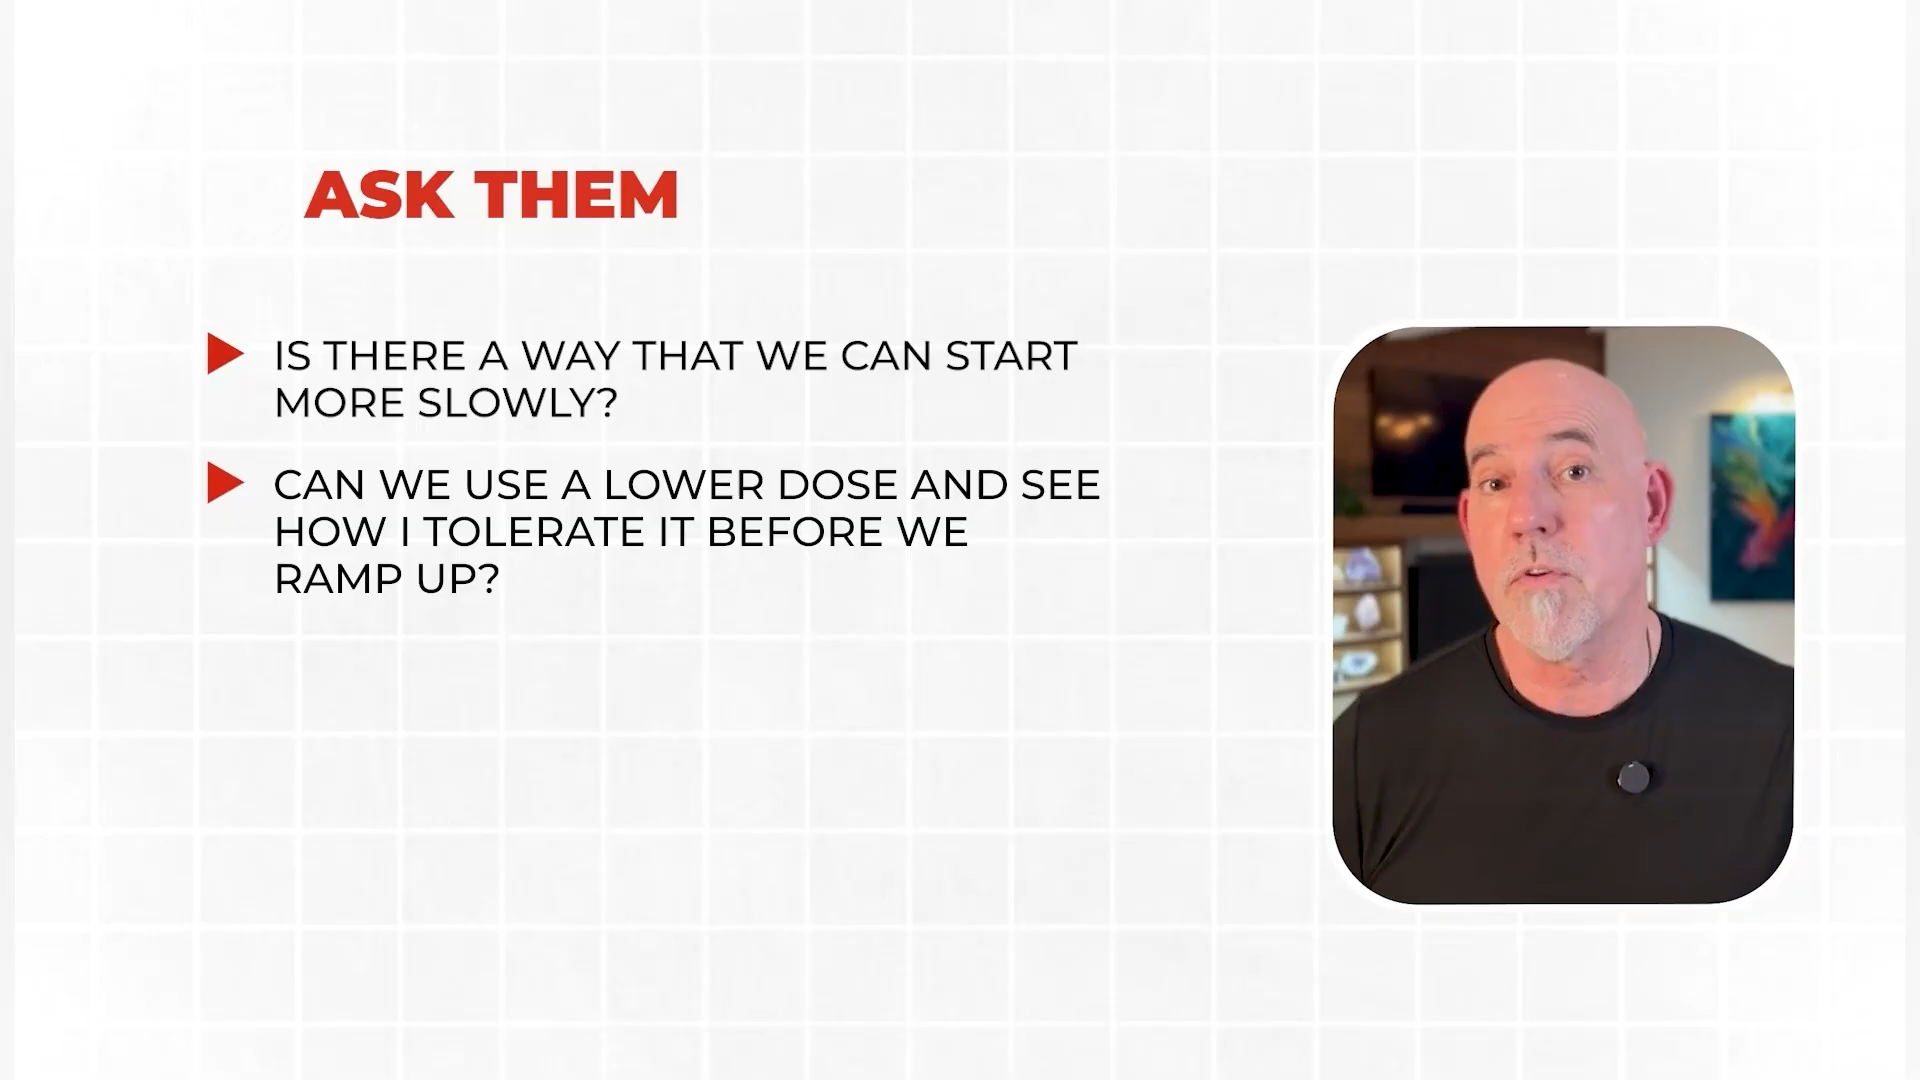 ASK THEM
IS THERE A WAY THAT WE CAN START
MORE SLOWLY?
CAN WE USE A LOWER DOSE AND SEE
HOW I TOLERATE IT BEFORE WE
RAMP UP?